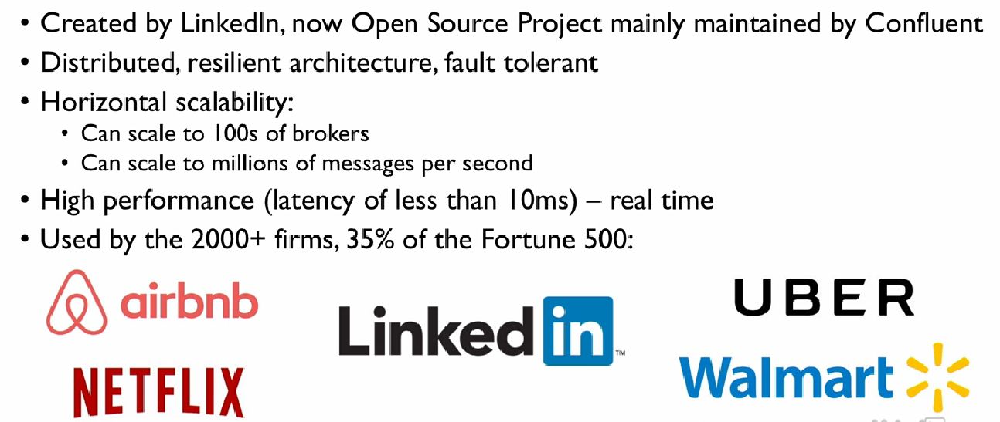 • Created by LinkedIn, now Open Source Project mainly maintained by Confluent
• Distributed, resilient architecture, fault tolerant
• Horizontal scalability:
• Can scale to 100s of brokers
• Can scale to millions of messages per second
• High performance (latency of less than 10ms) – real time
• Used by the 2000+ firms, 35% of the Fortune 500:
airbnb
LinkedIn™
UBER
NETFLIX
Walmart